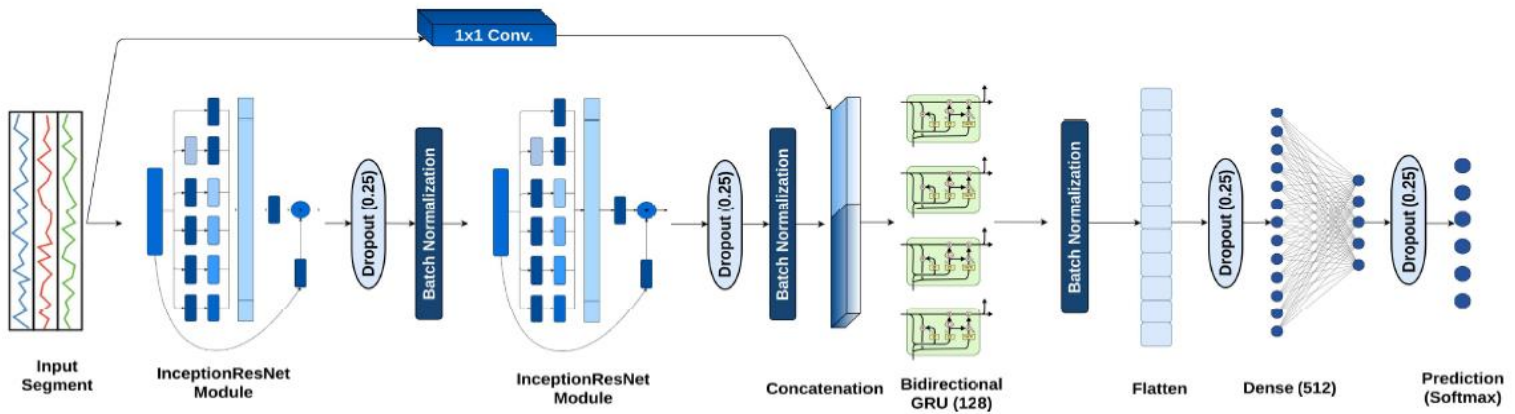 1x1 Conv.
Dropout [0.25]
Batch Normalization
Dropout (0.25]
Batch Normalization
Batch Normalization
Dropout [0.25]
Dropout (0.25]
Input
Segment
InceptionResNet
Module
InceptionResNet
Module
Concatenation
Bidirectional
GRU (128)
Flatten
Dense (512)
Prediction
(Softmax)